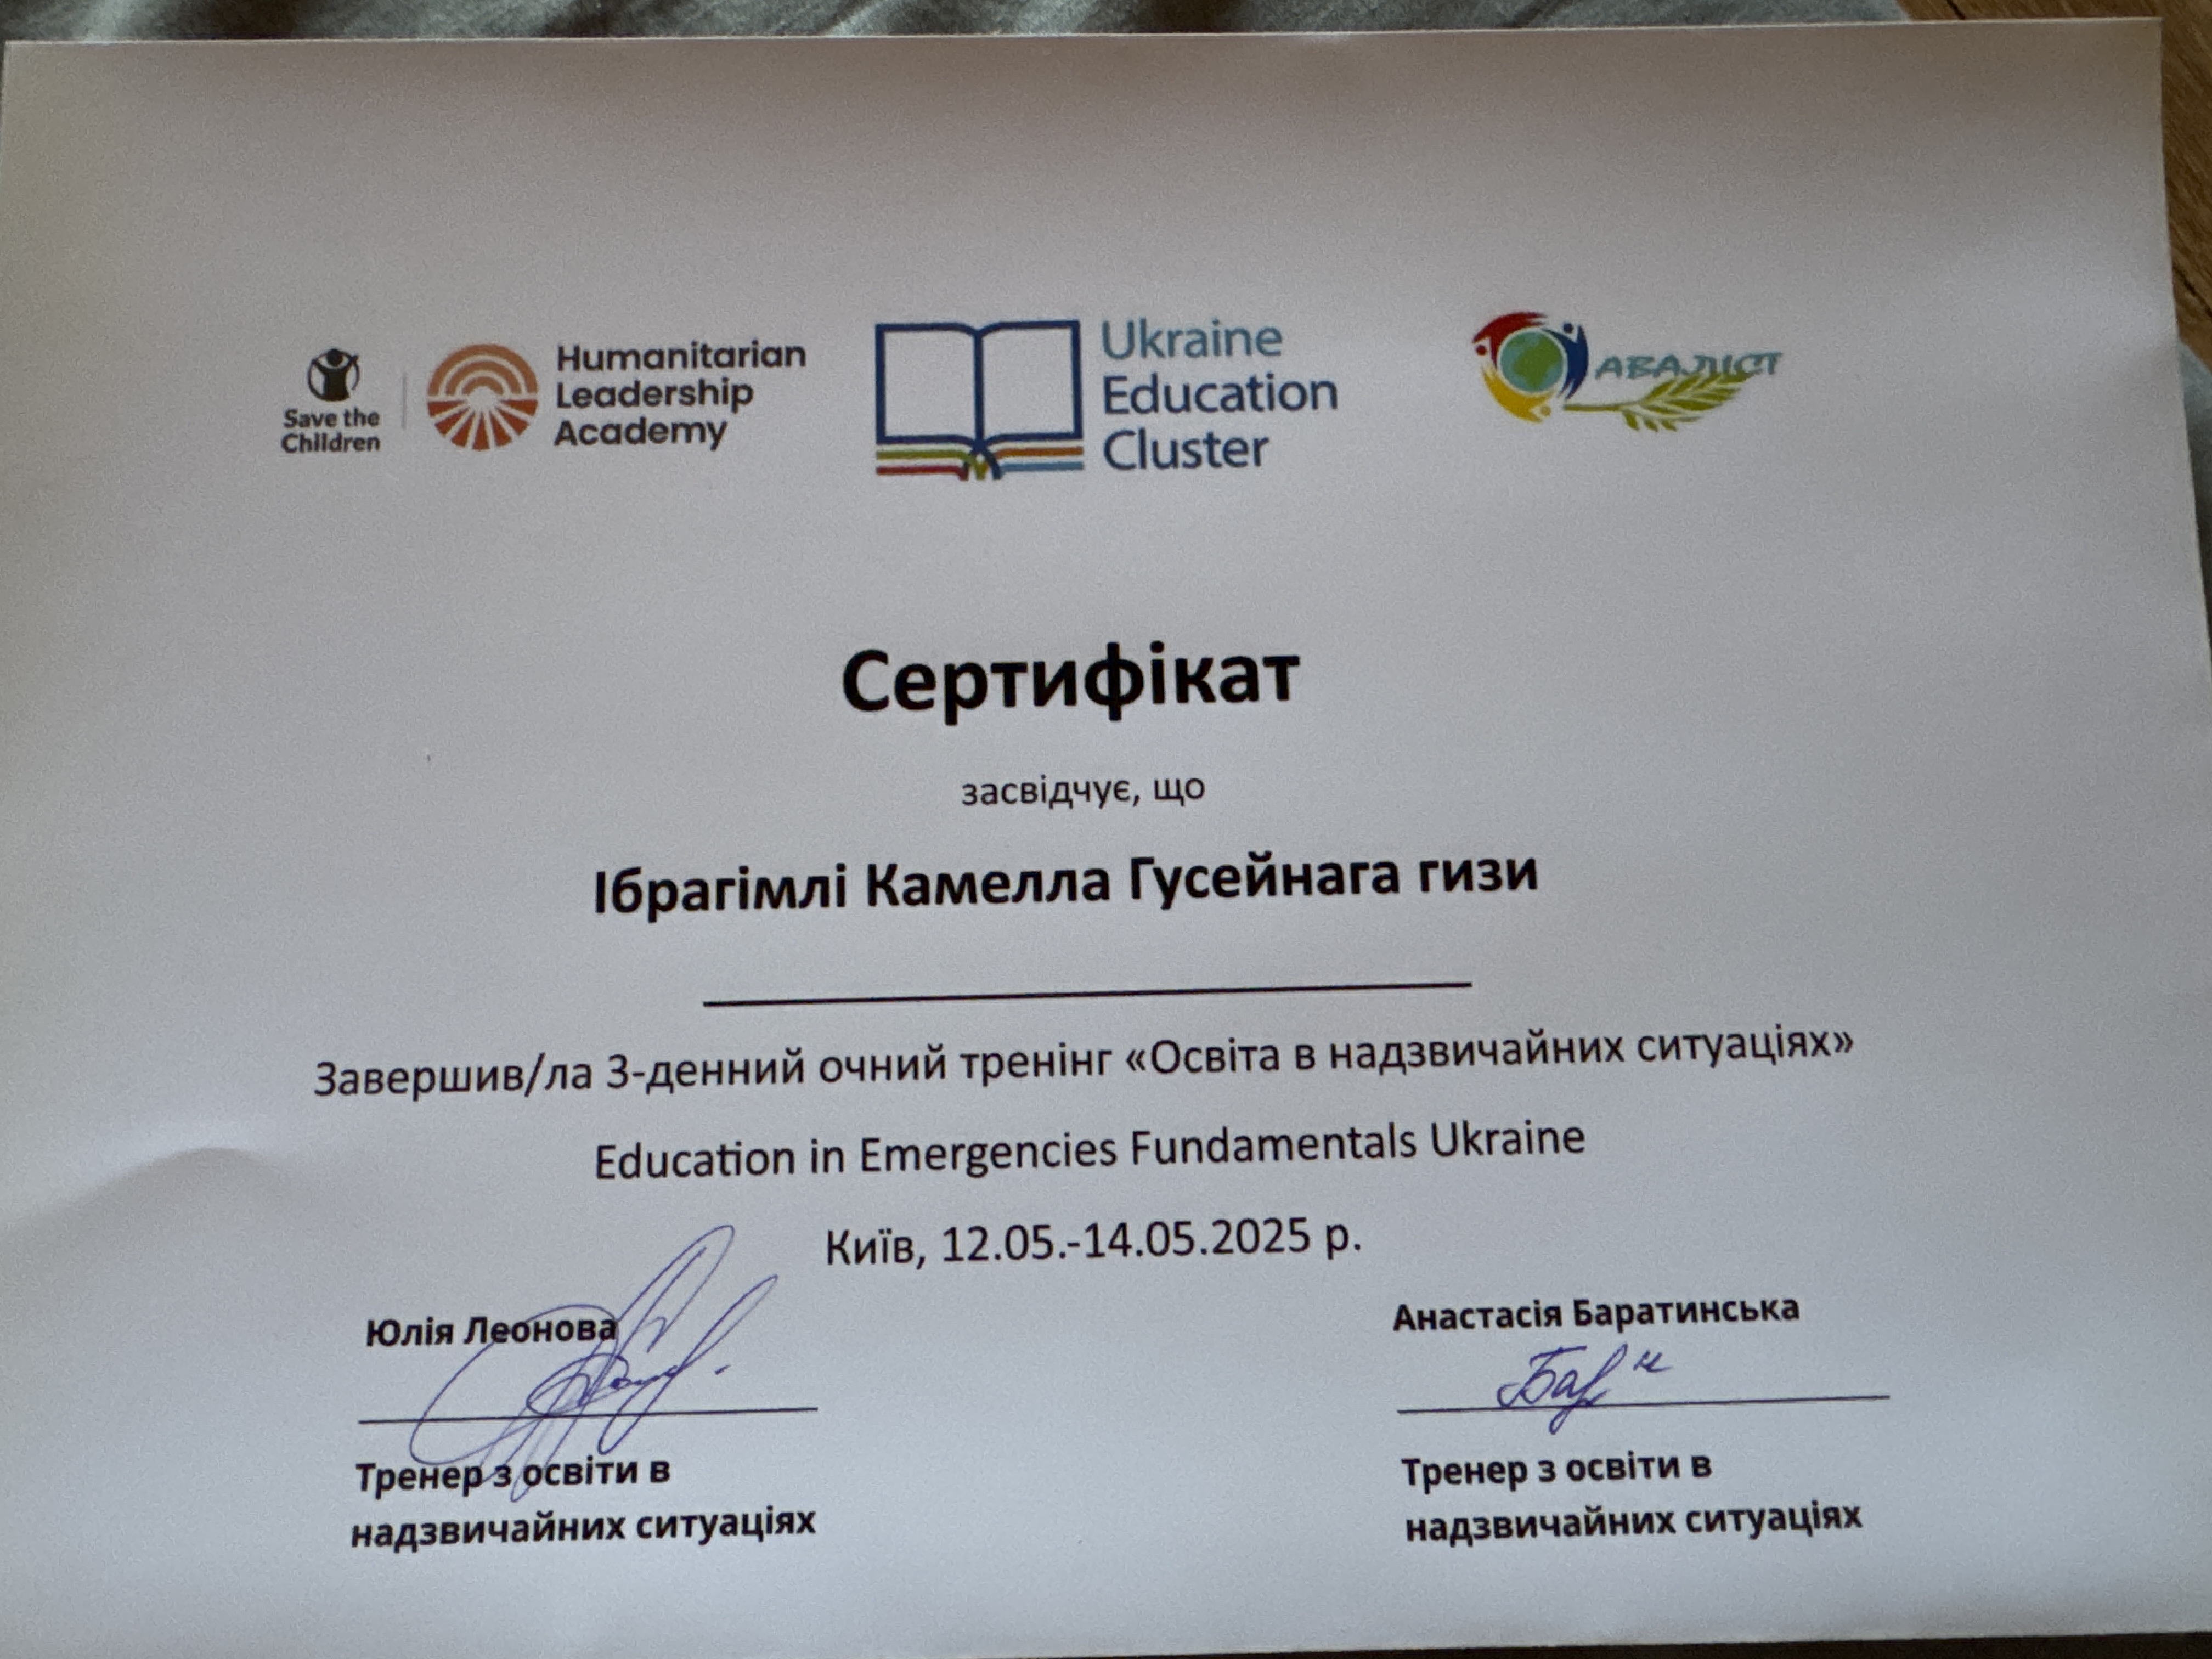 Save the
Children
Humanitarian
Leadership
Academy
Ukraine
Education
Cluster
АВАЛІСТ
Сертифікат
засвідчує, що
Ібрагімлі Камелла Гусейнага гизи
Завершив/ла 3-денний очний тренінг «Освіта в надзвичайних ситуаціях»
Education in Emergencies Fundamentals Ukraine
Київ, 12.05.-14.05.2025 р.
Юлія Леонова
Тренер з освіти в
надзвичайних ситуаціях
Анастасія Баратинська
Тренер з освіти в
надзвичайних ситуаціях